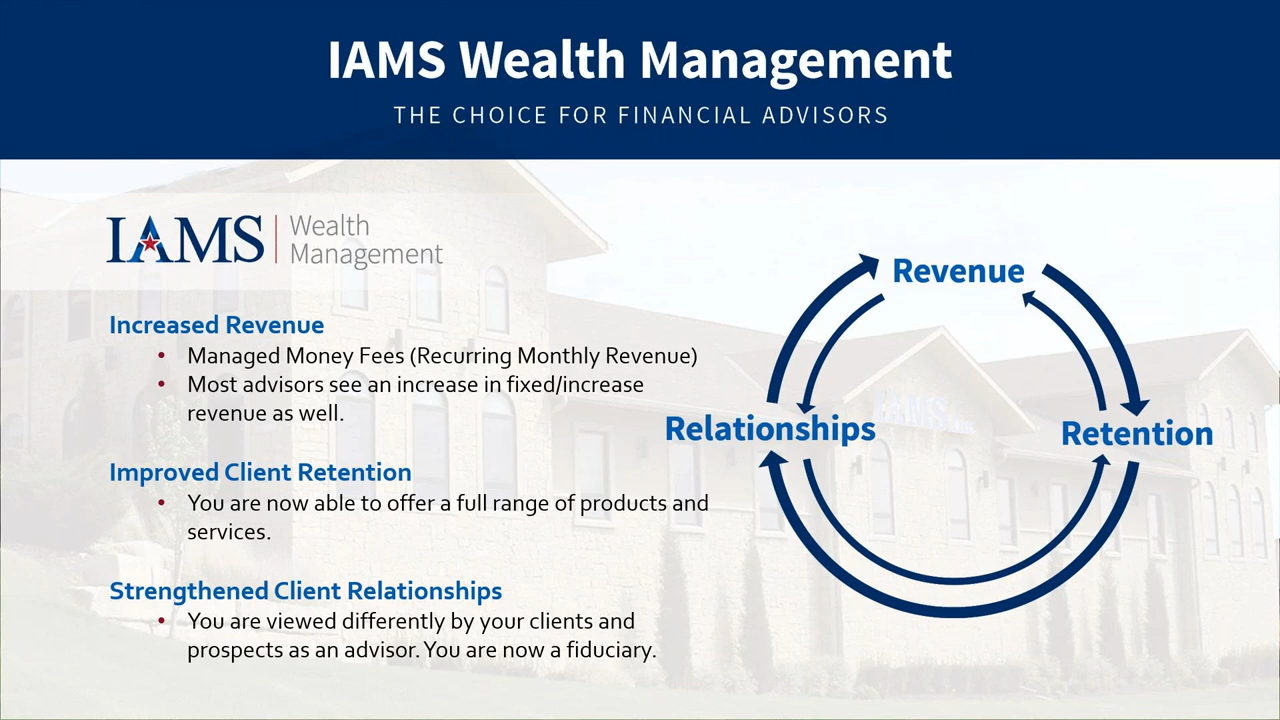 IAMS Wealth Management
THE CHOICE FOR FINANCIAL ADVISORS
IAMS | Wealth
Management
Increased Revenue
• Managed Money Fees (Recurring Monthly Revenue)
• Most advisors see an increase in fixed/increase
revenue as well.
Improved Client Retention
• You are now able to offer a full range of products and
services.
Strengthened Client Relationships
• You are viewed differently by your clients and
prospects as an advisor. You are now a fiduciary.
Revenue
Relationships
Retention
IAMS